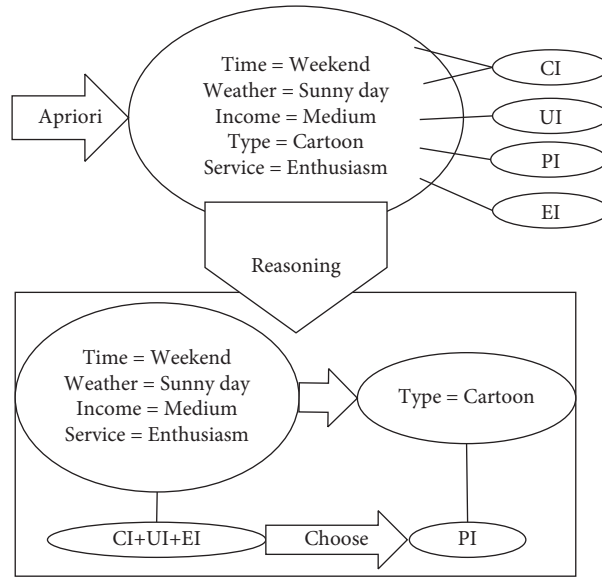 Apriori
Time = Weekend
Weather = Sunny day
Income = Medium
Type = Cartoon
Service = Enthusiasm
CI
UI
PI
EI
Reasoning
Time = Weekend
Weather = Sunny day
Income = Medium
Service = Enthusiasm
Type = Cartoon
CI+UI+EI
Choose
PI